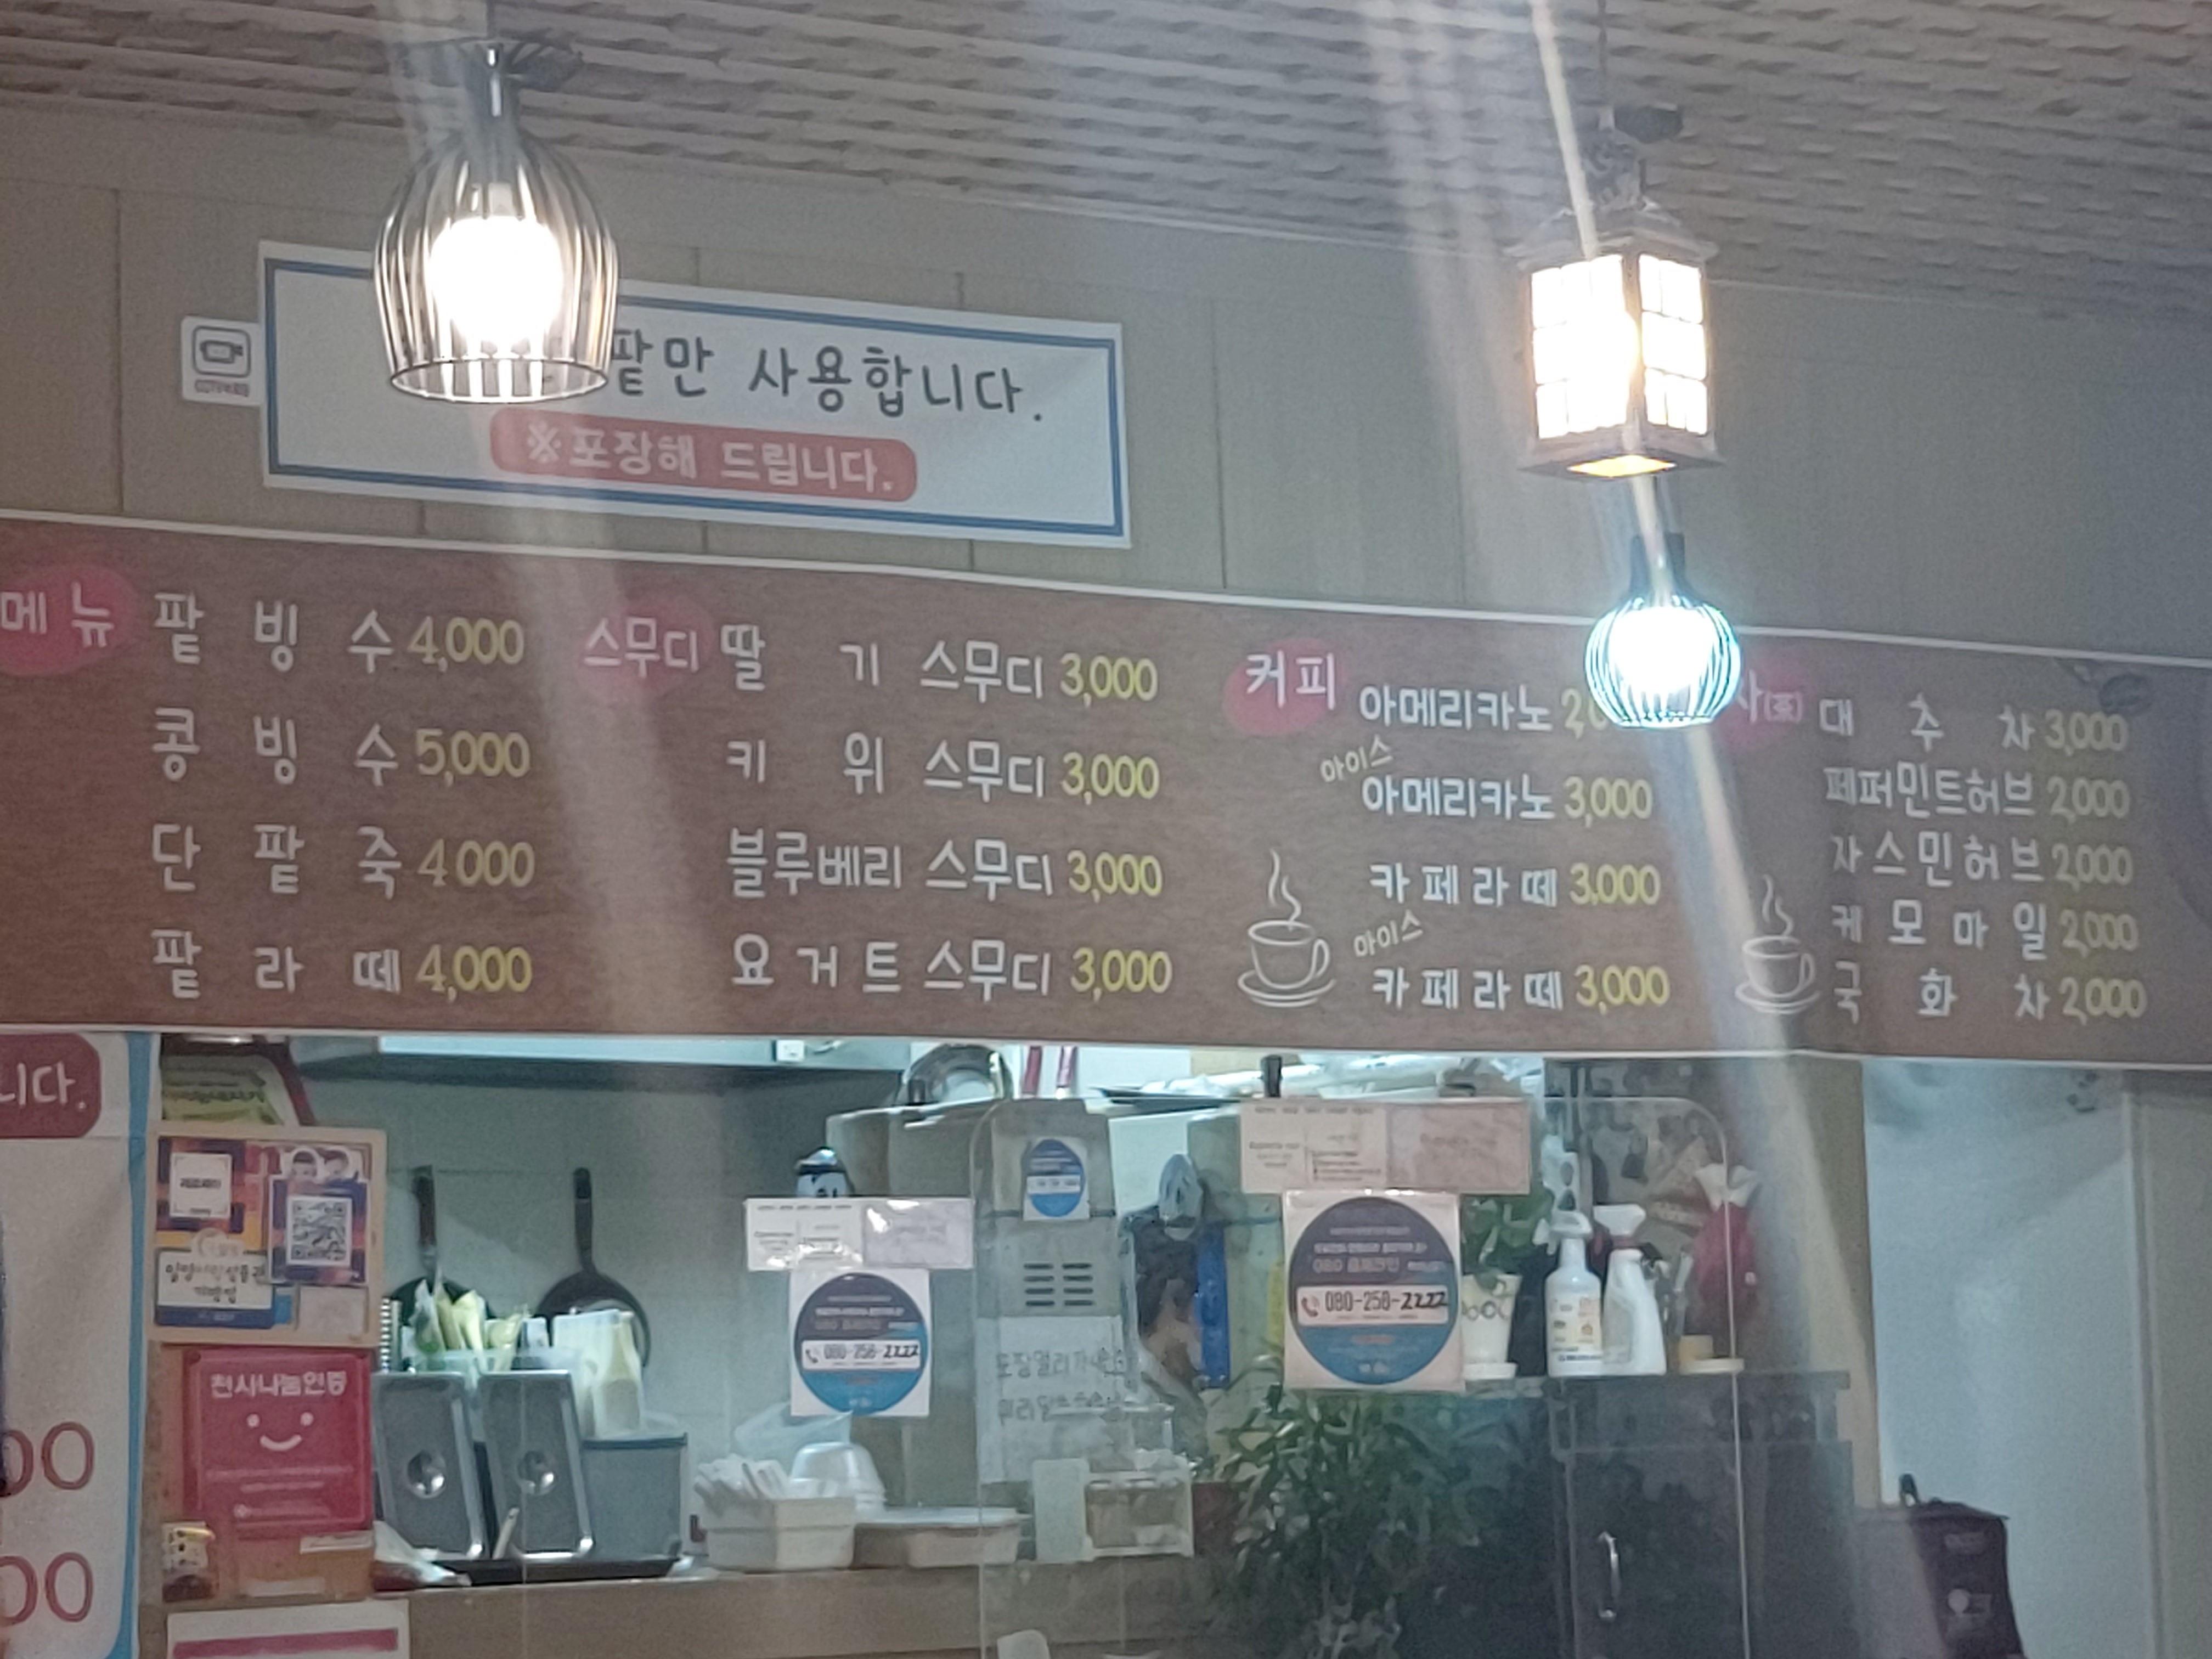 팥만 사용합니다.
※포장해 드립니다.
메뉴
팥 빙 수 4,000
콩 빙 수 5,000
단 팥 죽 4000
팥 라 떼 4,000
스무디
딸 기 스무디 3,000
키 위 스무디 3,000
블루베리 스무디 3,000
요 거 트 스무디 3,000
커피
아메리카노
아이스
아메리카노 3,000
카 페 라 떼 3,000
아이스
카 페 라 떼 3,000
(茶)
대 추 차 3,000
페퍼민트허브 2,000
자스민허브 2,000
케 모 마 일 2,000
국 화 차 2,000
니다.
천사나눔인증
080-258-2222
080-258-2222
00
00